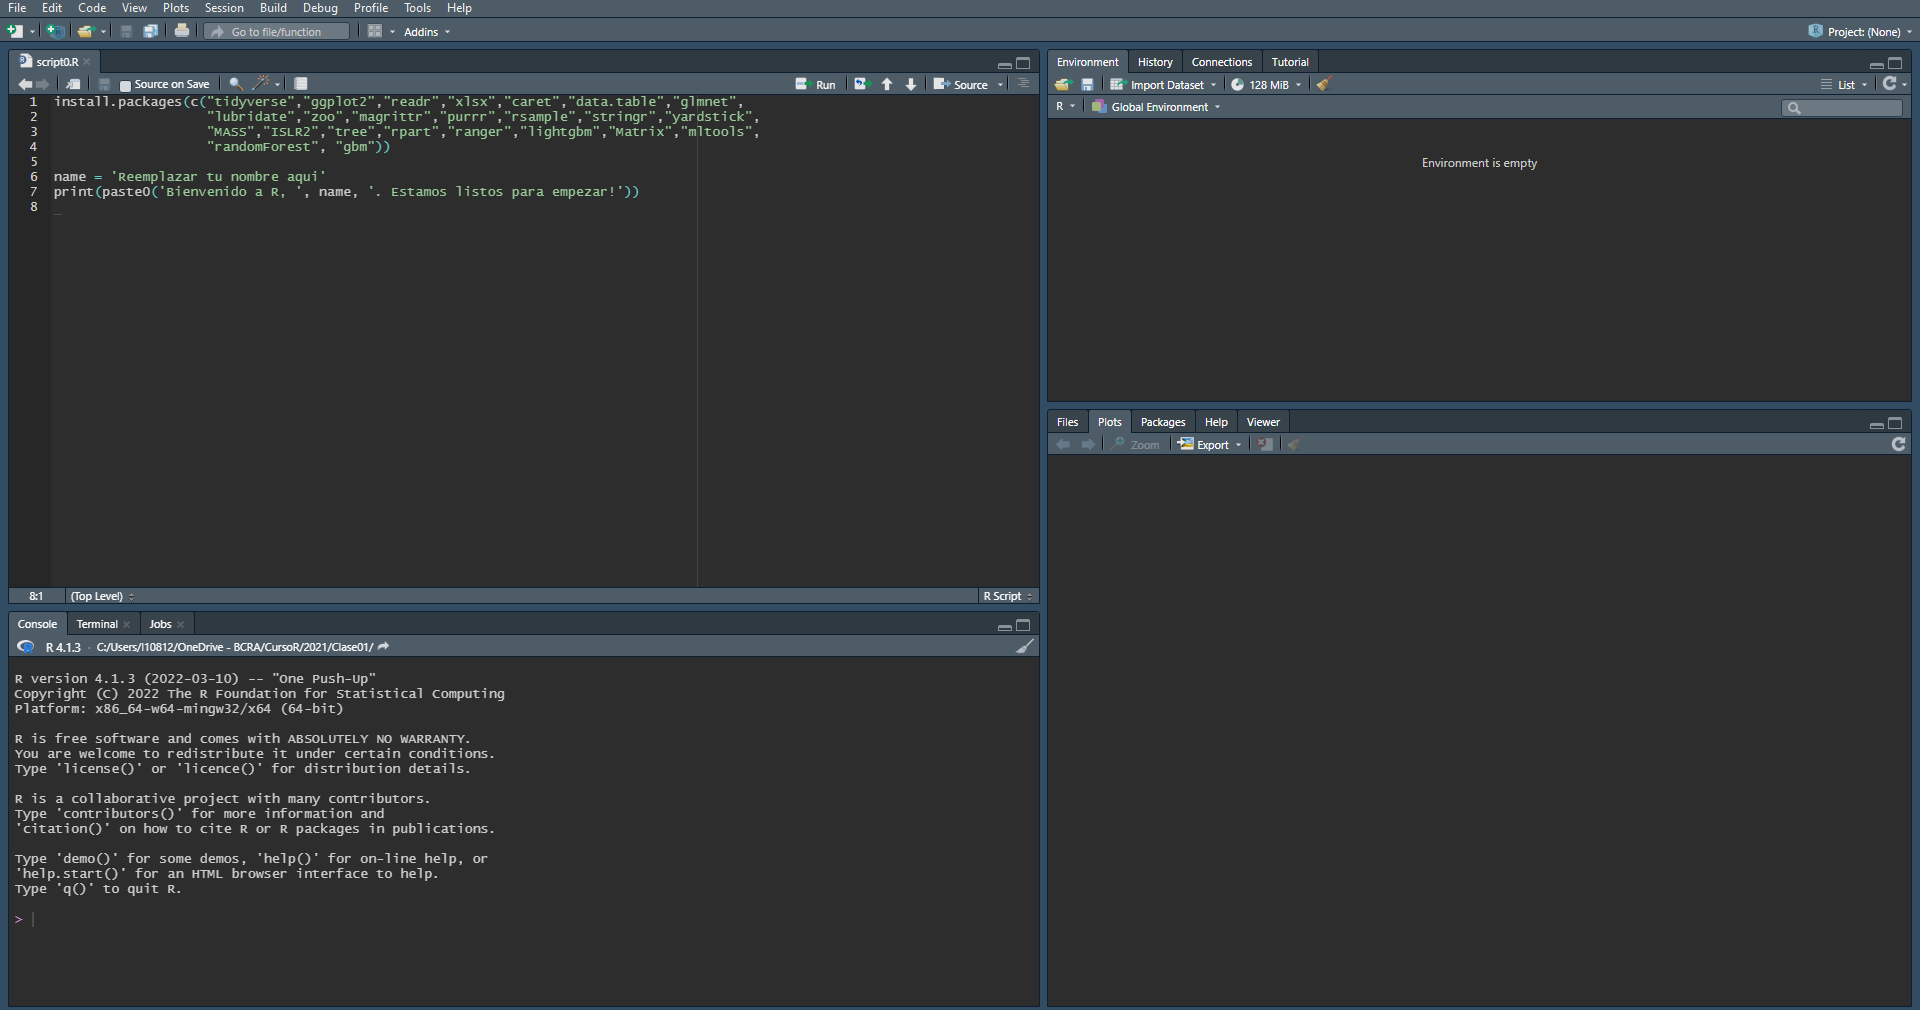 File Edit Code View Plots Session Build Debug Profile Tools Help
Go to file/function Addins Project: (None)
script0.R
Source on Save Run Source
1 install.packages(c("tidyverse","ggplot2","readr","xlsx","caret","data.table","glmnet",
2 "lubridate","zoo","magrittr","purrr","rsample","stringr","yardstick",
3 "MASS","ISLR2","tree","rpart","ranger","lightgbm","Matrix","mltools",
4 "randomForest", "gbm"))
5
6 name = 'Reemplazar tu nombre aqui'
7 print(paste0('Bienvenido a R, ', name, '. Estamos listos para empezar!'))
8
8:1 (Top Level) R Script
Console Terminal Jobs
R 4.1.3 · C:/Users/I10812/OneDrive - BCRA/CursoR/2021/Clase01/
R version 4.1.3 (2022-03-10) -- "One Push-Up"
Copyright (C) 2022 The R Foundation for Statistical Computing
Platform: x86_64-w64-mingw32/x64 (64-bit)
R is free software and comes with ABSOLUTELY NO WARRANTY.
You are welcome to redistribute it under certain conditions.
Type 'license()' or 'licence()' for distribution details.
R is a collaborative project with many contributors.
Type 'contributors()' for more information and
'citation()' on how to cite R or R packages in publications.
Type 'demo()' for some demos, 'help()' for on-line help, or
'help.start()' for an HTML browser interface to help.
Type 'q()' to quit R.
>
Environment History Connections Tutorial
Import Dataset 128 MiB List
R Global Environment
Environment is empty
Files Plots Packages Help Viewer
Zoom Export